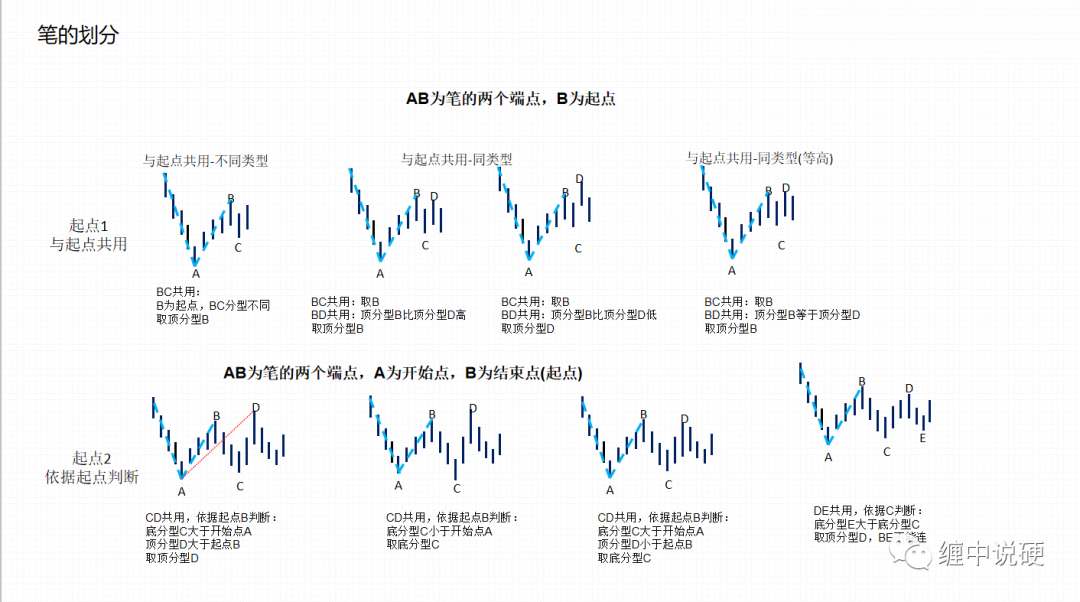 笔的划分
AB为笔的两个端点，B为起点
与起点共用-不同类型
与起点共用-同类型
与起点共用-同类型(等高)
起点1
与起点共用
B
C
A
B
D
C
A
D
B
C
A
B
D
C
A
BC共用：
B为起点，BC分型不同
取顶分型B
BC共用：取B
BD共用：顶分型B比顶分型D高
取顶分型B
BC共用：取B
BD共用：顶分型B比顶分型D低
取顶分型D
BC共用：取B
BD共用：顶分型B等于顶分型D
取顶分型B
AB为笔的两个端点，A为开始点，B为结束点(起点)
起点2
依据起点判断
B
D
A
C
B
D
A
C
B
D
A
C
B
D
E
A
C
CD共用，依据起点B判断：
底分型C大于开始点A
顶分型D大于起点B
取顶分型D
CD共用，依据起点B判断：
底分型C小于开始点A
取底分型C
CD共用，依据起点B判断：
底分型C大于开始点A
顶分型D小于起点B
取底分型C
DE共用，依据C判断：
底分型E大于底分型C
取顶分型D，BE不能连
缠中说硬